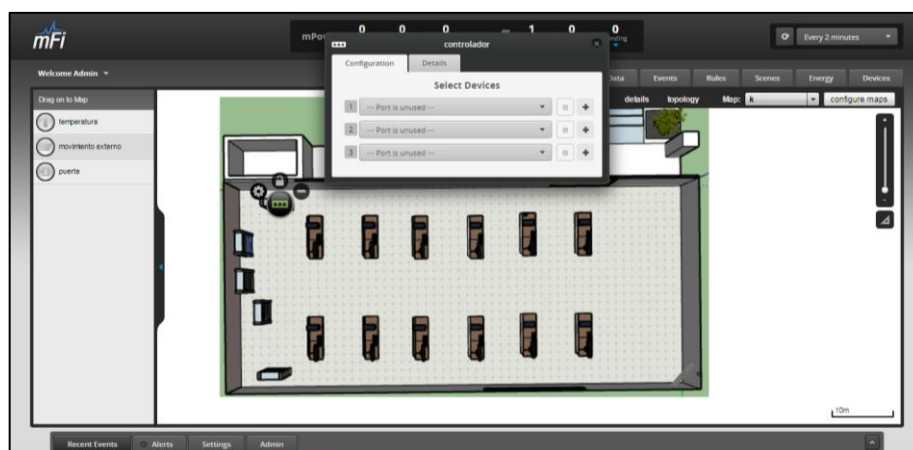 mFi
mPo
0 0 0 – 1 0 0
controlador
Every 2 minutes
Welcome Admin
Configuration Details
Events Rules Scenes Energy Devices
Select Devices
Drag on to Map
details topology Map: k configure maps
1 --- Port is unused ---
temperatura
2 --- Port is unused ---
movimiento externo
3 --- Port is unused ---
puerta
10m
Recent Events Alerts Settings Admin